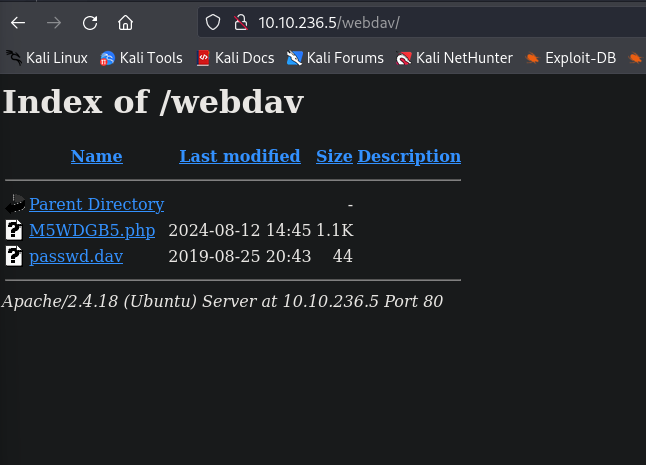 10.10.236.5/webdav/
Kali Linux Kali Tools Kali Docs Kali Forums Kali NetHunter Exploit-DB
Index of /webdav
Name Last modified Size Description
Parent Directory -
M5WDGB5.php 2024-08-12 14:45 1.1K
passwd.dav 2019-08-25 20:43 44
Apache/2.4.18 (Ubuntu) Server at 10.10.236.5 Port 80